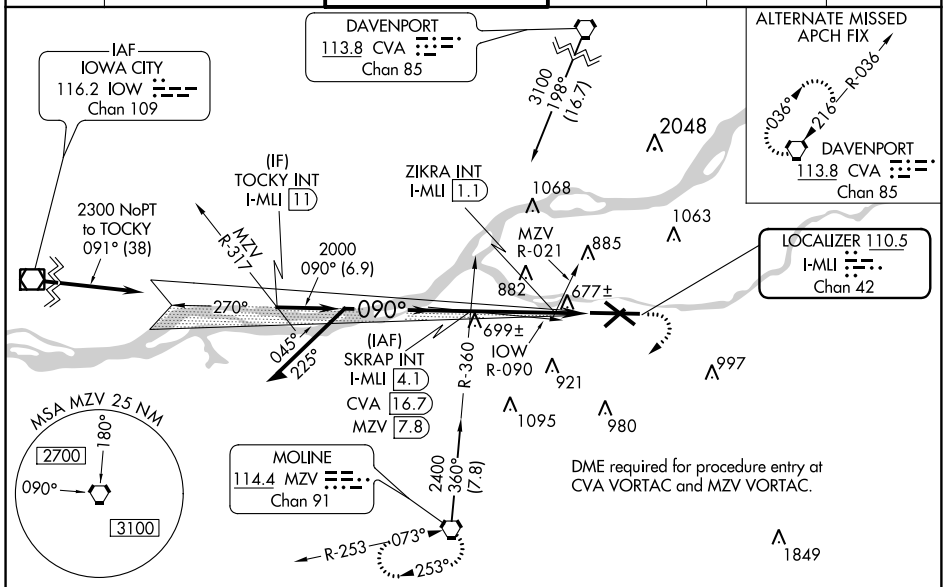 DAVENPORT
113.8 CVA
Chan 85
IAF
IOWA CITY
116.2 IOW
Chan 109
3100
198°
(16.7)
ALTERNATE MISSED
APCH FIX
R-036
036°
216°
DAVENPORT
113.8 CVA
Chan 85
2048
(IF)
TOCKY INT
I-MLI 11
ZIKRA INT
I-MLI 1.1
1068
1063
2300 NoPT
to TOCKY
091° (38)
MZV
R-317
2000
090° (6.9)
MZV
R-021
885
882
677±
LOCALIZER 110.5
I-MLI
Chan 42
270°
090°
045°
225°
699±
IOW
R-090
(IAF)
SKRAP INT
I-MLI 4.1
CVA 16.7
MZV 7.8
R-360
921
997
1095
980
MSA MZV 25 NM
2700
180°
090°
3100
MOLINE
114.4 MZV
Chan 91
2400
360°
(7.8)
DME required for procedure entry at
CVA VORTAC and MZV VORTAC.
R-253
073°
253°
1849